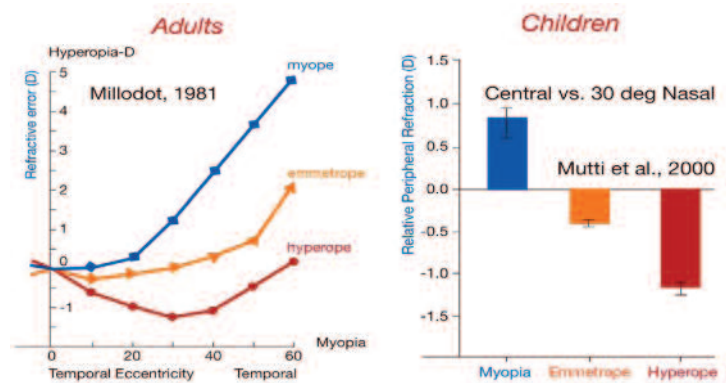 Adults
Hyperopia-D
Refractive error (D)
5
4
3
2
1
0
-1
Millodot, 1981
myope
emmetrope
hyperope
Myopia
0
20
40
60
Temporal Eccentricity
Temporal
Children
Relative Peripheral Refraction (D)
1.5
1.0
0.5
0.0
-0.5
-1.0
-1.5
Central vs. 30 deg Nasal
Mutti et al., 2000
Myopia
Emmetrope
Hyperope